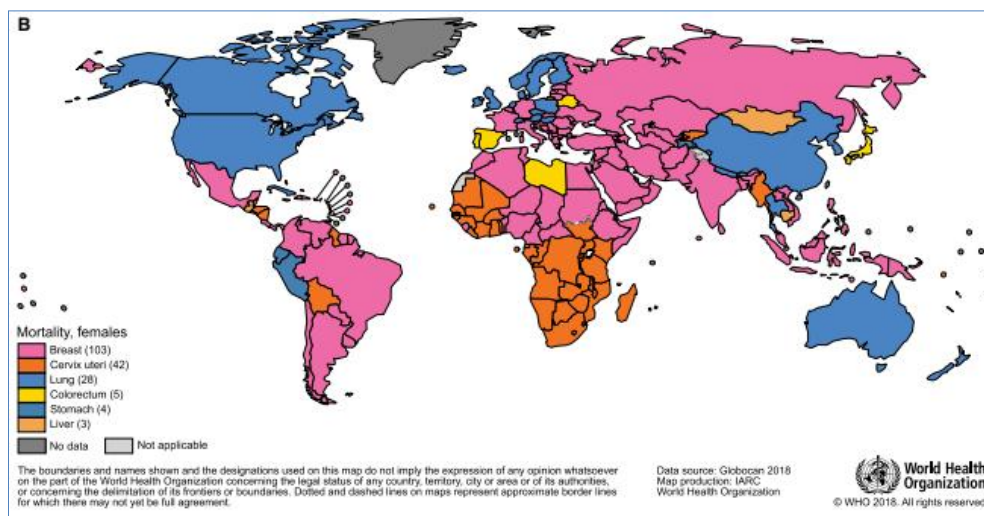 B
Mortality, females
Breast (103)
Cervix uteri (42)
Lung (28)
Colorectum (5)
Stomach (4)
Liver (3)
No data
Not applicable
The boundaries and names shown and the designations used on this map do not imply the expression of any opinion whatsoever
on the part of the World Health Organization concerning the legal status of any country, territory, city or area or of its authorities,
or concerning the delimitation of its frontiers or boundaries. Dotted and dashed lines on maps represent approximate border lines
for which there may not yet be full agreement.
Data source: Globocan 2018
Map production: IARC
World Health Organization
World Health
Organization
© WHO 2018. All rights reserved